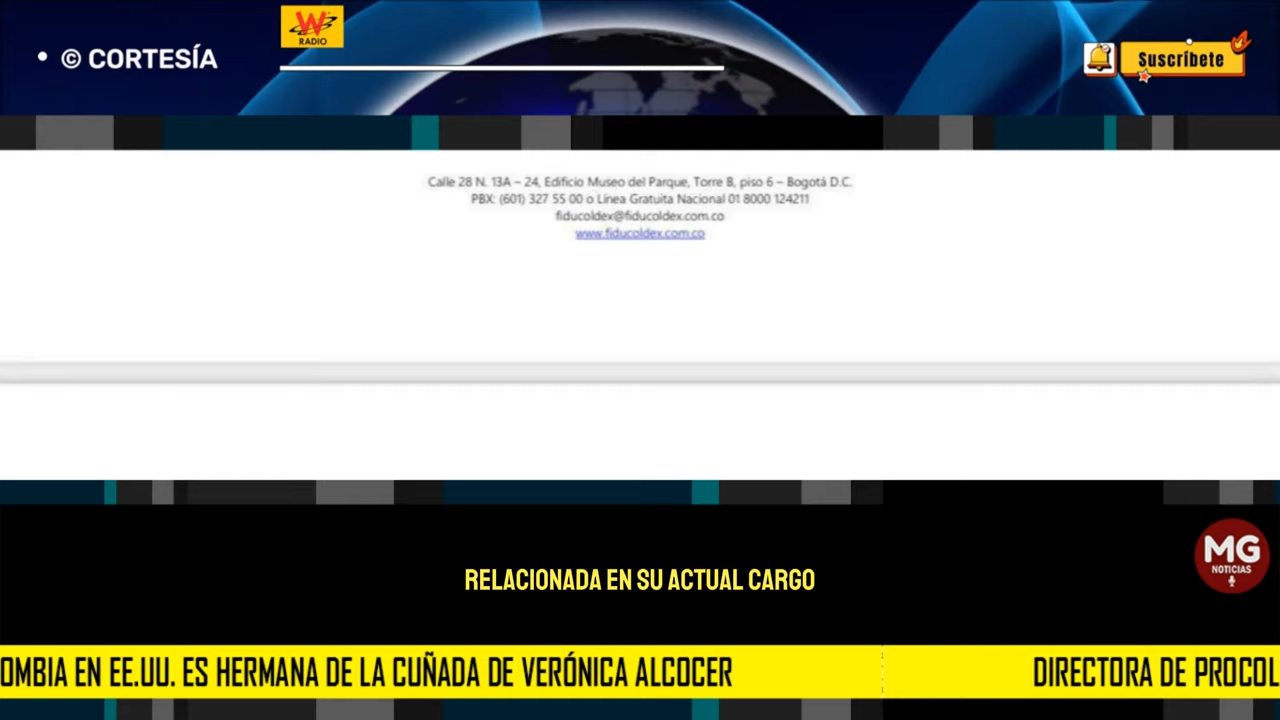 W
RADIO
• © CORTESÍA
Suscríbete
Calle 28 N. 13A – 24, Edificio Museo del Parque, Torre B, piso 6 – Bogotá D.C.
PBX: (601) 327 55 00 o Línea Gratuita Nacional 01 8000 124211
fiducoldex@fiducoldex.com.co
www.fiducoldex.com.co
MG
NOTICIAS
RELACIONADA EN SU ACTUAL CARGO
OMBIA EN EE.UU. ES HERMANA DE LA CUÑADA DE VERÓNICA ALCOCER DIRECTORA DE PROCOL